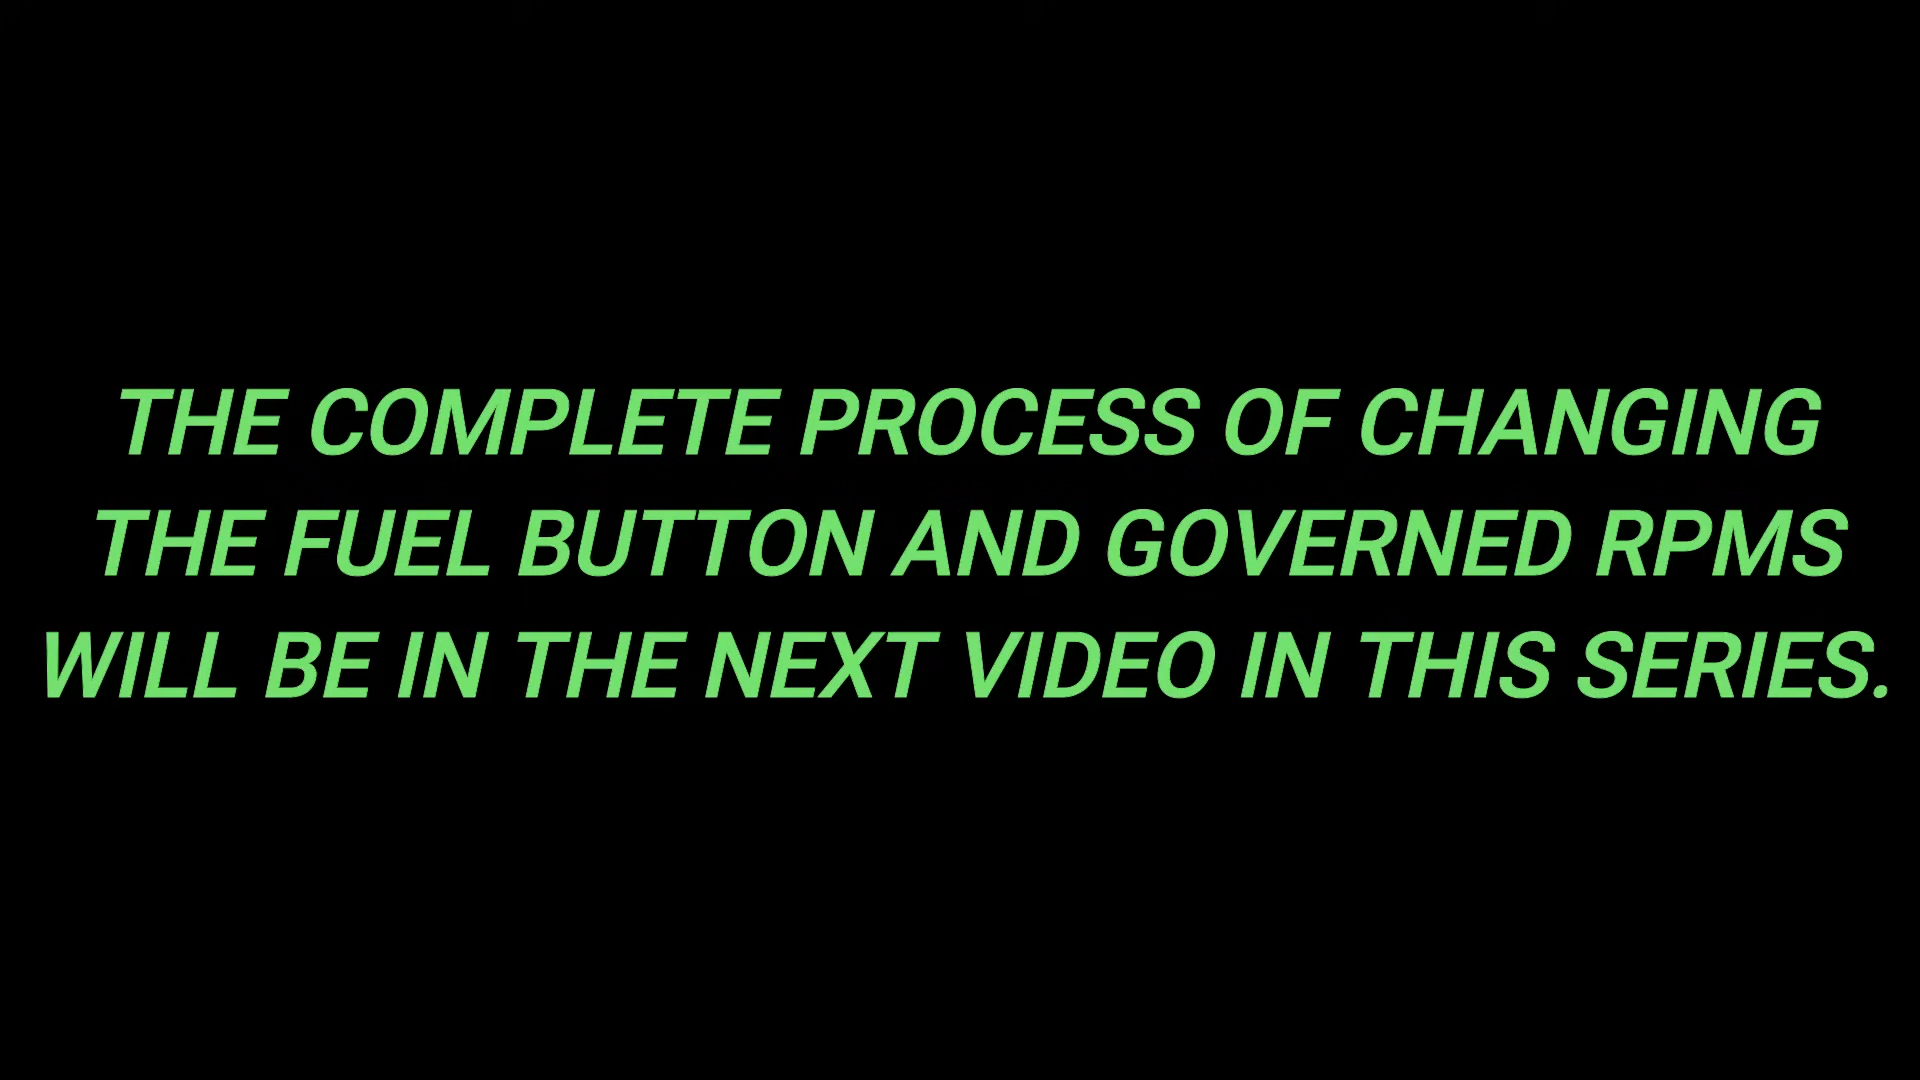 THE COMPLETE PROCESS OF CHANGING
THE FUEL BUTTON AND GOVERNED RPMS
WILL BE IN THE NEXT VIDEO IN THIS SERIES.